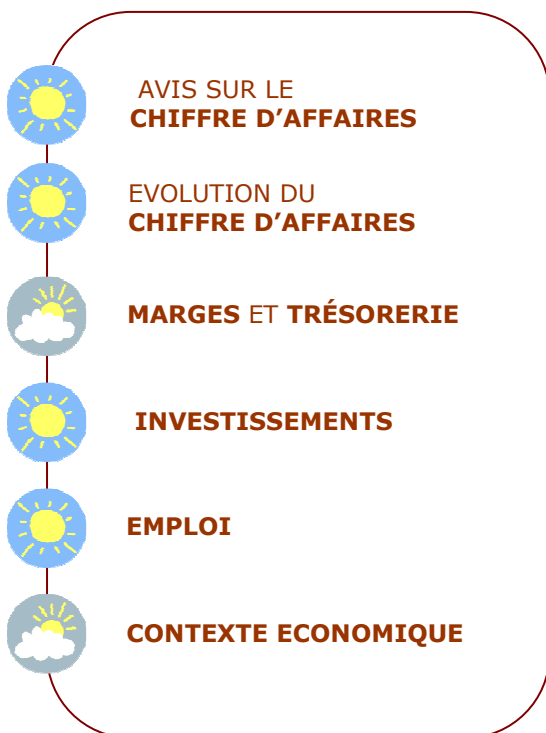 AVIS SUR LE
CHIFFRE D’AFFAIRES
EVOLUTION DU
CHIFFRE D’AFFAIRES
MARGES ET TRÉSORERIE
INVESTISSEMENTS
EMPLOI
CONTEXTE ECONOMIQUE